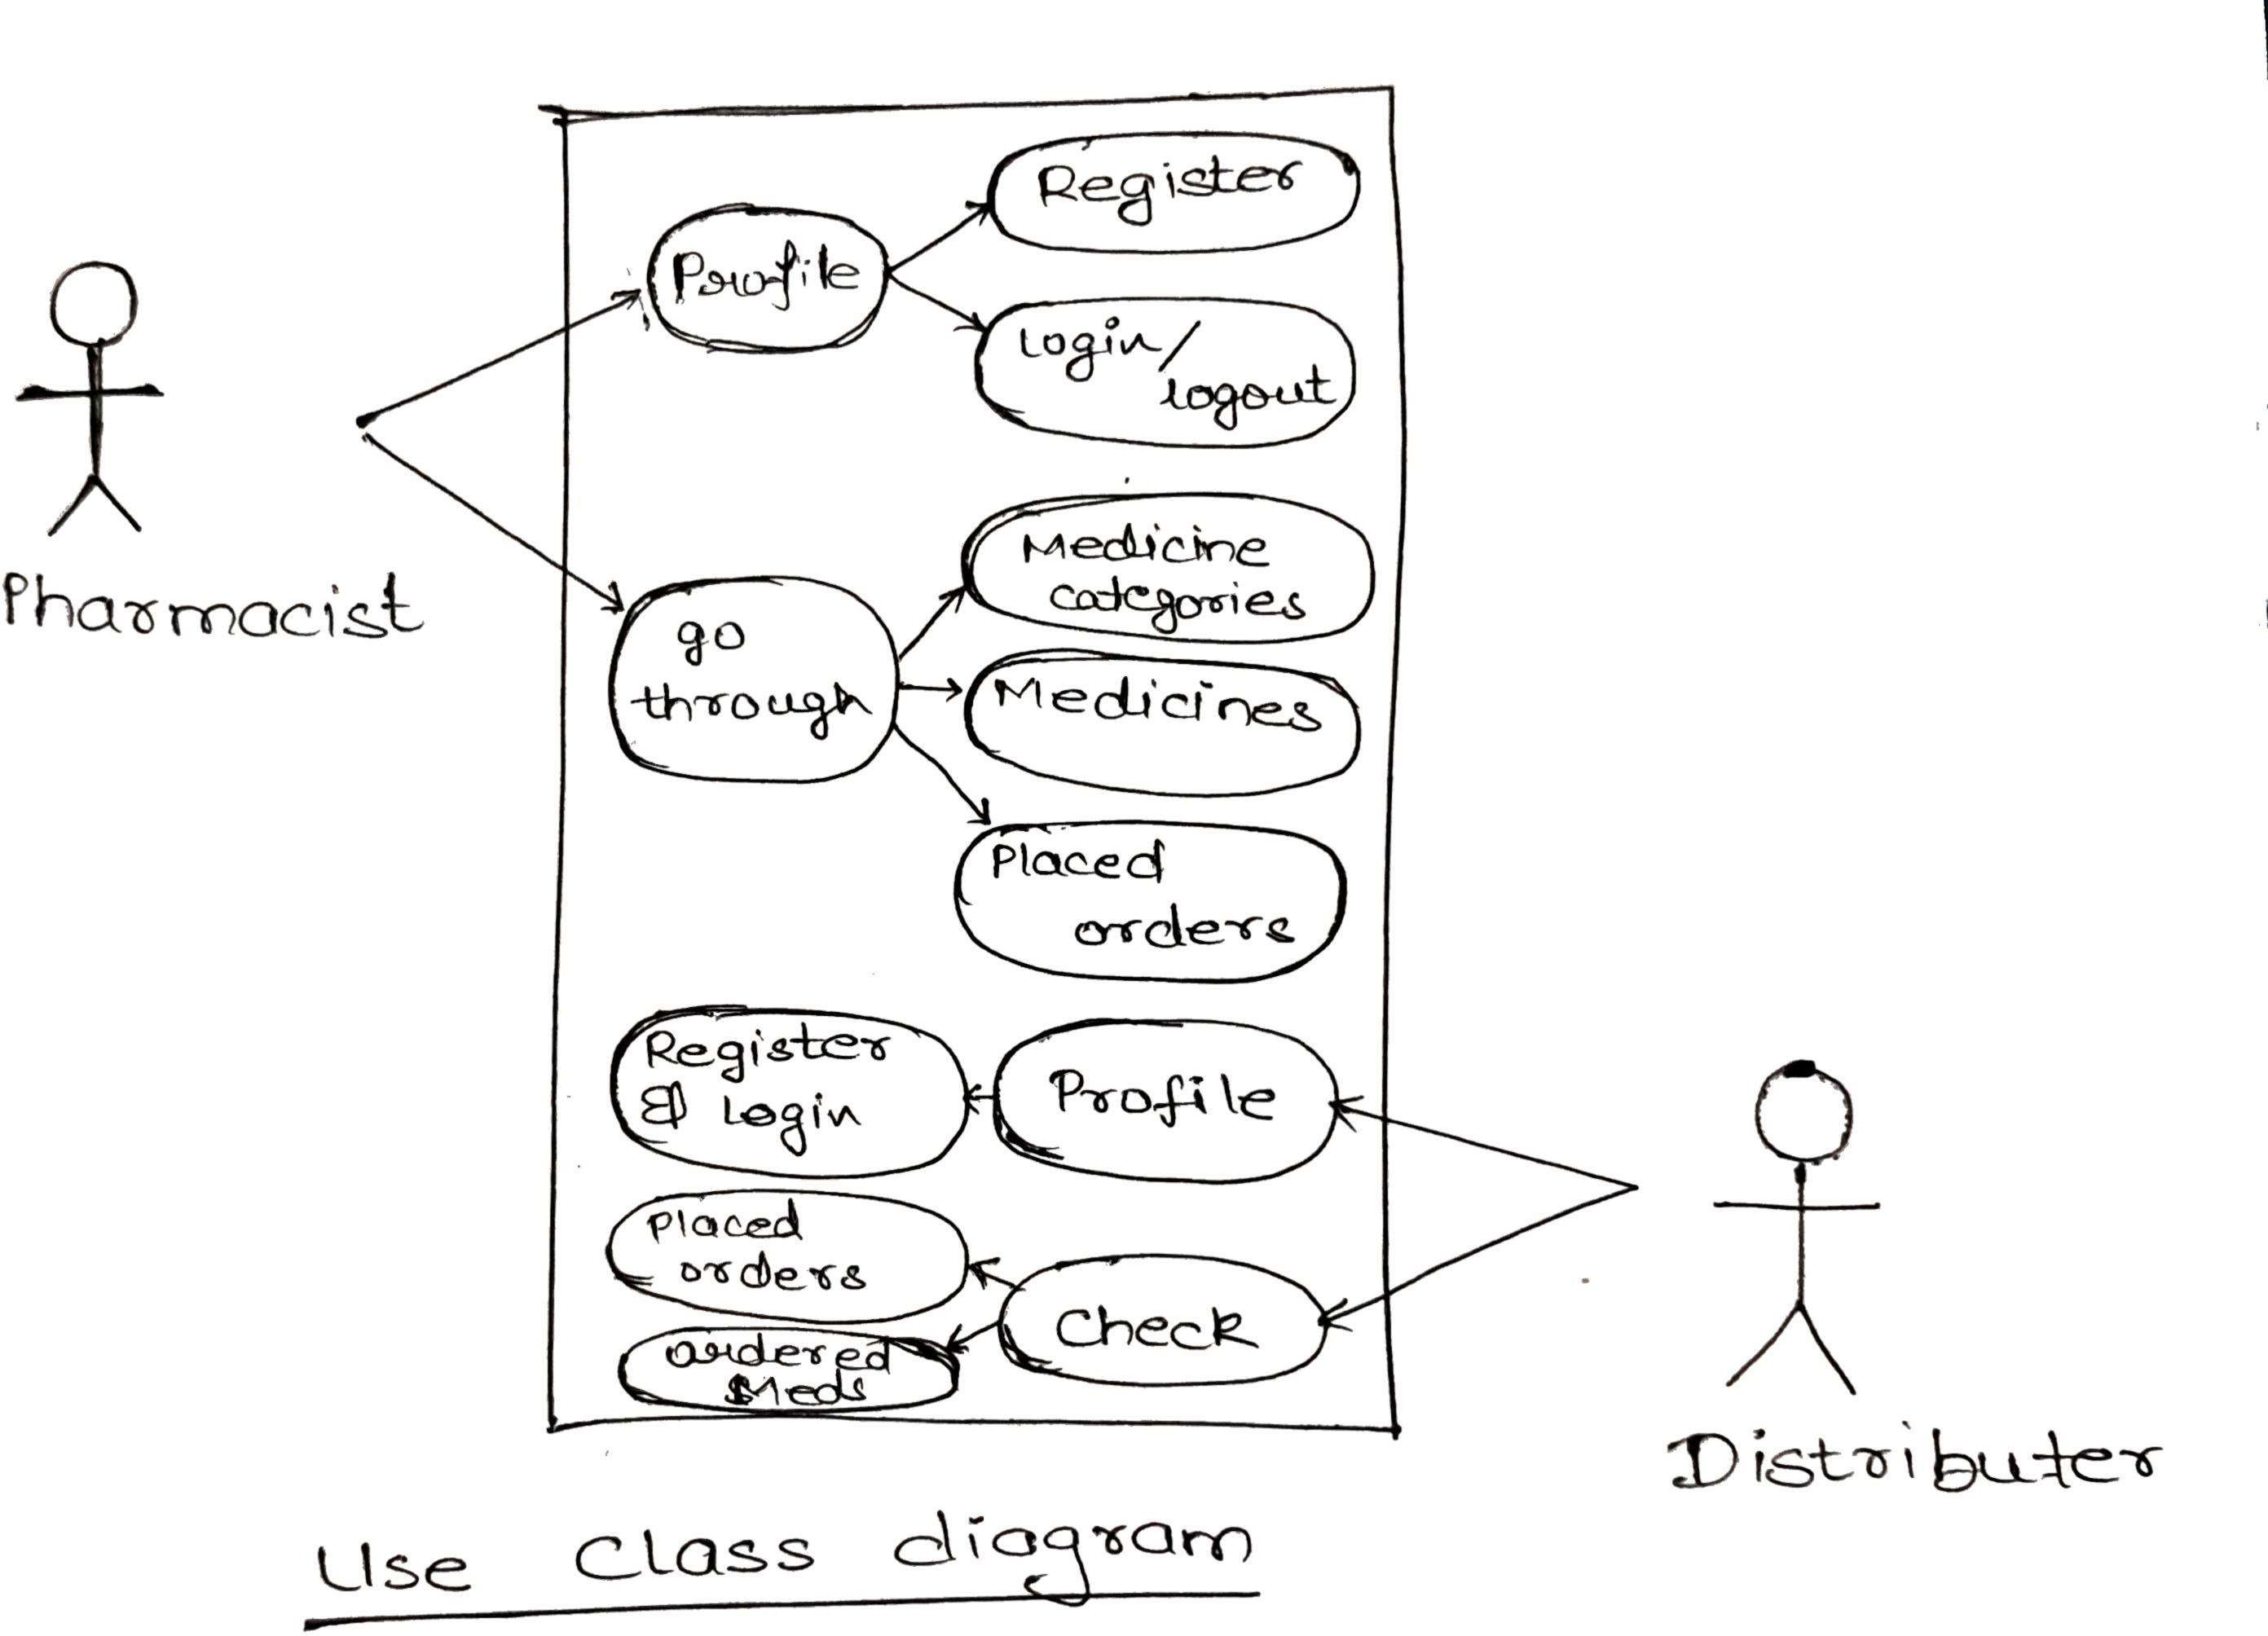 Register
Profile
login/
logout
Pharmacist
Medicine
categories
go
through
Medicines
Placed
orders
Register
& Login
Profile
Placed
orders
Check
ordered
Meds
Distributer
Use Class diagram